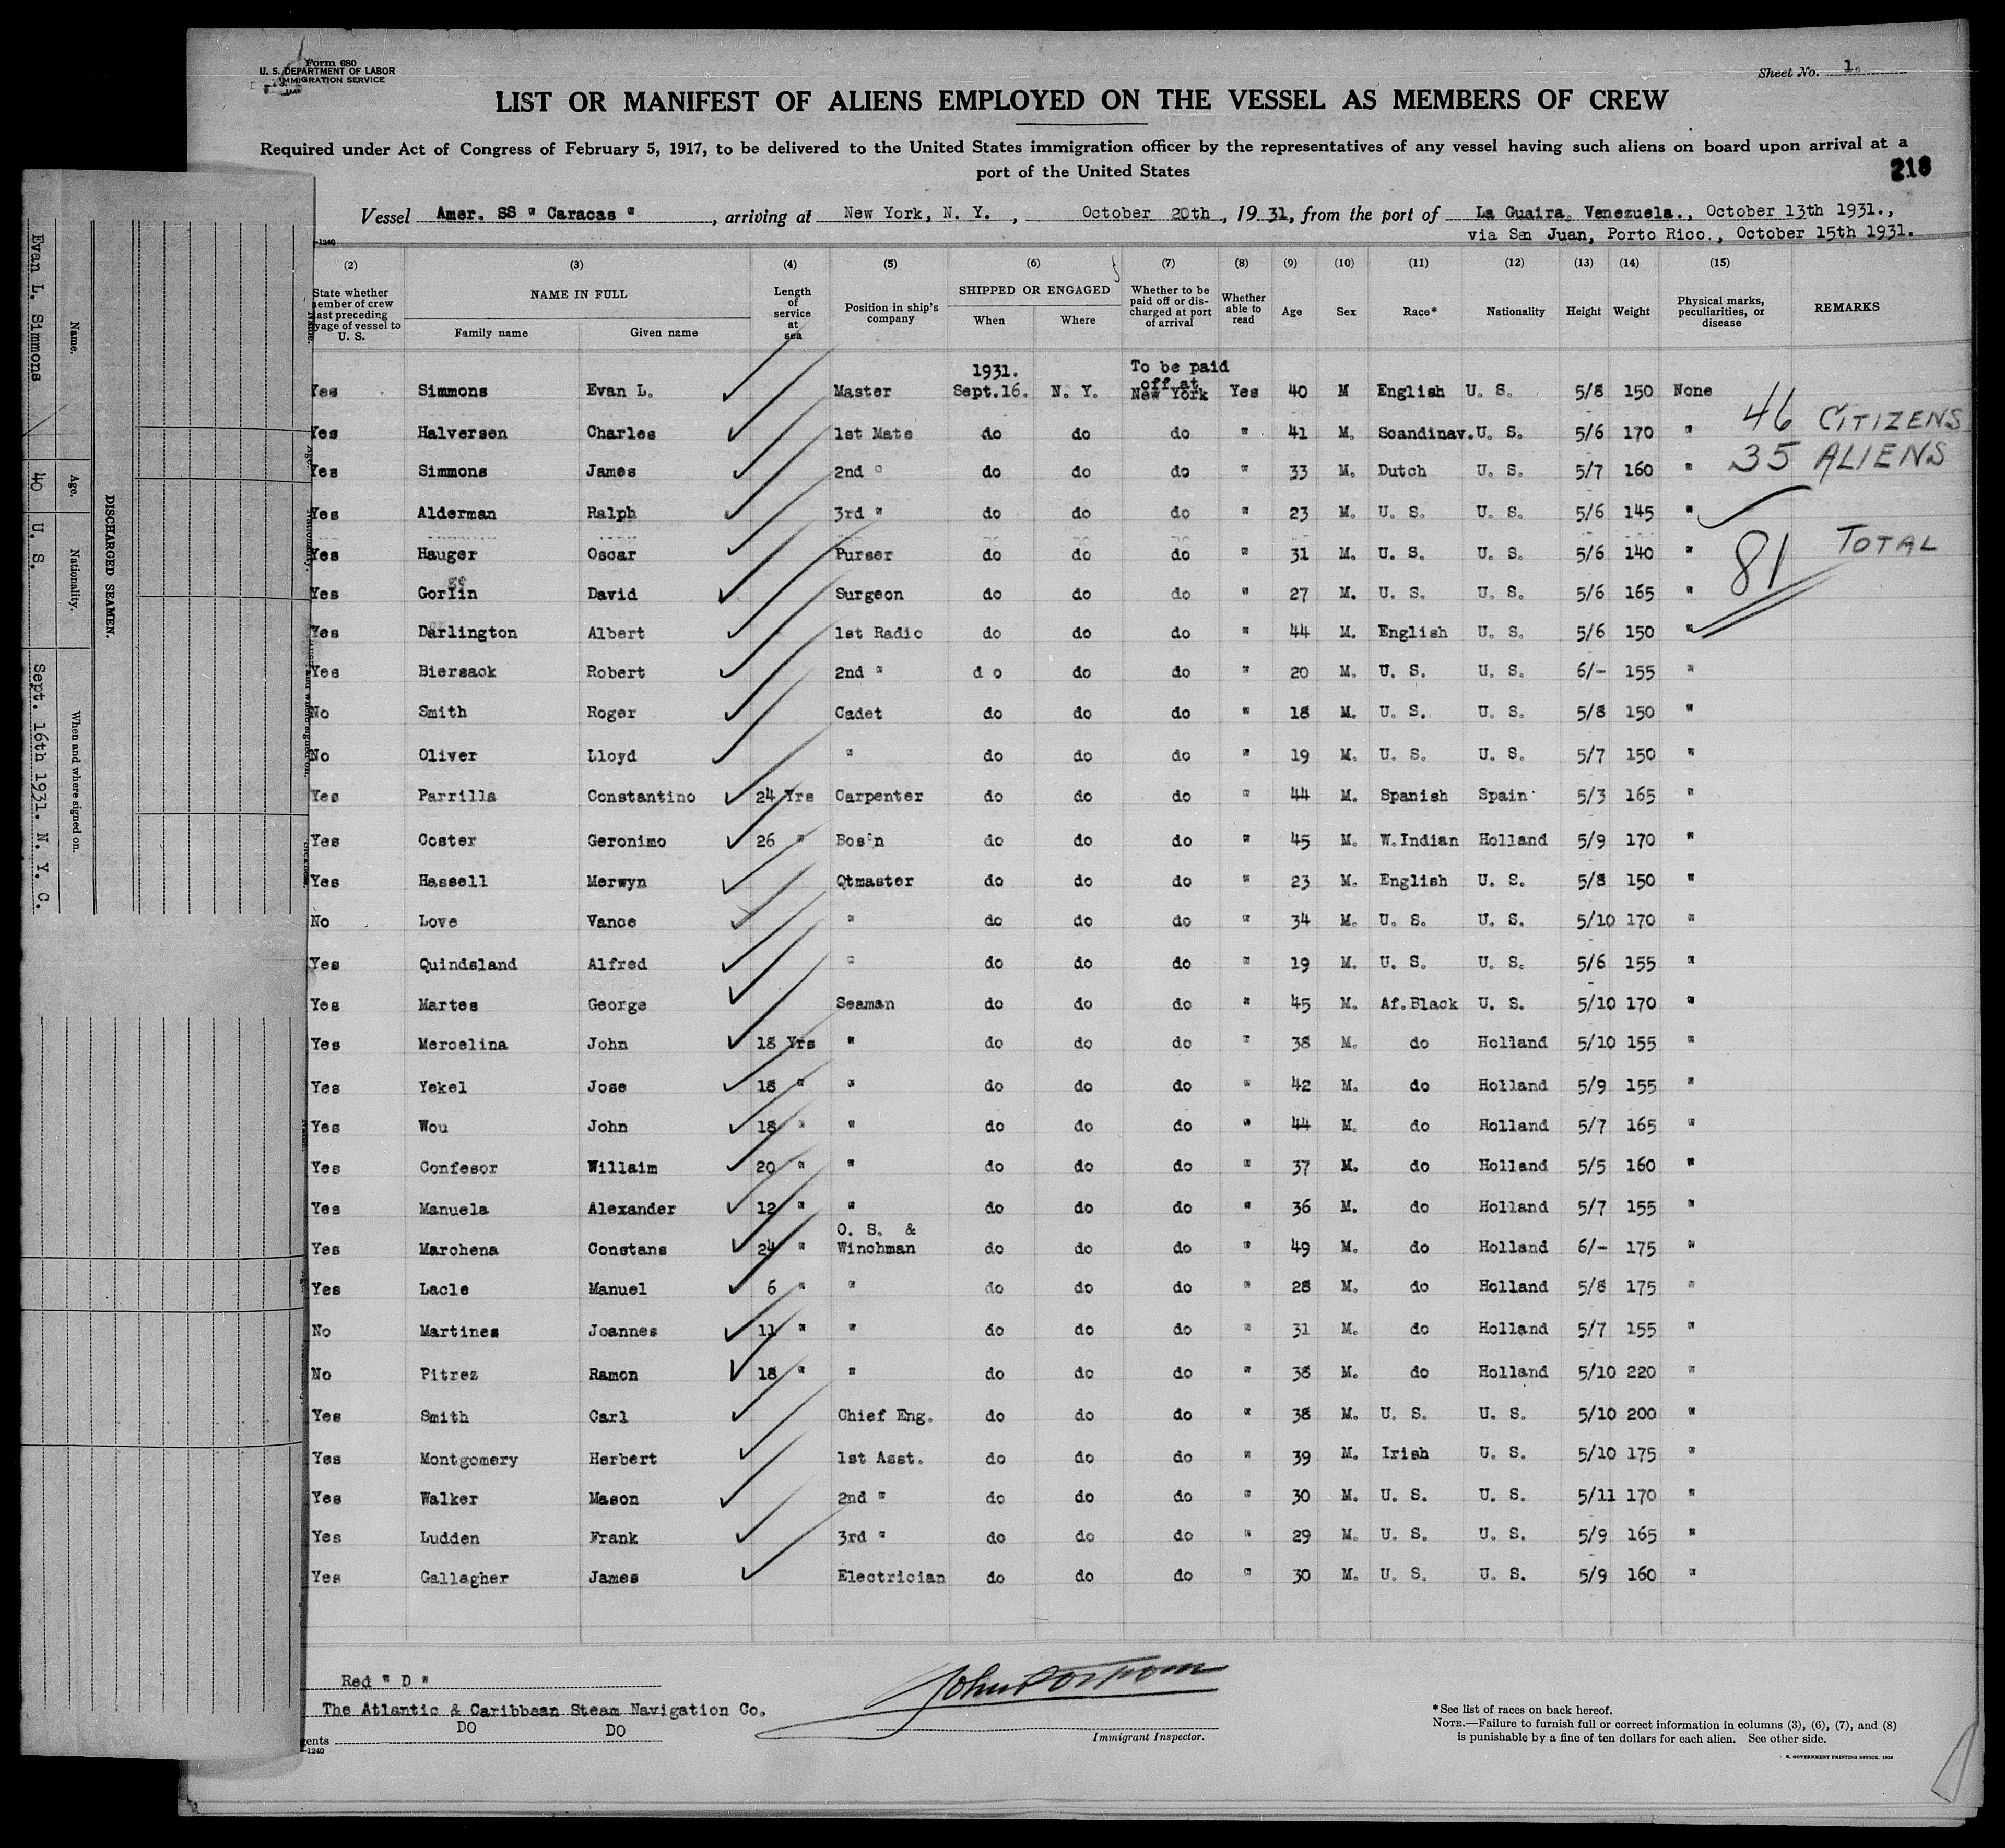 Form 680
U. S. DEPARTMENT OF LABOR
IMMIGRATION SERVICE
Sheet No. 1.
LIST OR MANIFEST OF ALIENS EMPLOYED ON THE VESSEL AS MEMBERS OF CREW
Required under Act of Congress of February 5, 1917, to be delivered to the United States immigration officer by the representatives of any vessel having such aliens on board upon arrival at a
port of the United States
218
Vessel Amer. SS " Caracas " , arriving at New York, N. Y. , October 20th , 1931, from the port of La Guaira, Venezuela., October 13th 1931.,
via San Juan, Porto Rico., October 15th 1931.
(2) (3) (4) (5) (6) (7) (8) (9) (10) (11) (12) (13) (14) (15)
State whether member of crew last preceding voyage of vessel to U. S. NAME IN FULL Family name Given name Length of service at sea Position in ship's company SHIPPED OR ENGAGED When Where Whether to be paid off or discharged at port of arrival Whether able to read Age Sex Race* Nationality Height Weight Physical marks, peculiarities, or disease REMARKS
1931. To be paid off at
Yes Simmons Evan L. Master Sept.16. N. Y. New York Yes 40 M English U. S. 5/8 150 None
46 CITIZENS
Yes Halversen Charles 1st Mate do do do " 41 M. Scandinav. U. S. 5/6 170 "
35 ALIENS
Yes Simmons James 2nd " do do do " 33 M. Dutch U. S. 5/7 160 "
Yes Alderman Ralph 3rd " do do do " 23 M. U. S. U. S. 5/6 145 "
81 TOTAL
Yes Hauger Oscar Purser do do do " 31 M. U. S. U. S. 5/6 140 "
Yes Gorlin David Surgeon do do do " 27 M. U. S. U. S. 5/6 165 "
Yes Darlington Albert 1st Radio do do do " 44 M. English U. S. 5/6 150 "
Yes Biersack Robert 2nd " d o do do " 20 M. U. S. U. S. 6/- 155 "
No Smith Roger Cadet do do do " 18 M. U. S. U. S. 5/8 150 "
No Oliver Lloyd " do do do " 19 M. U. S. U. S. 5/7 150 "
Yes Parrilla Constantino 24 Yrs Carpenter do do do " 44 M. Spanish Spain 5/3 165 "
Yes Coster Geronimo 26 " Bos'n do do do " 45 M. W.Indian Holland 5/9 170 "
Yes Hassell Merwyn Qtmaster do do do " 23 M. English U. S. 5/8 150 "
No Love Vance " do do do " 34 M. U. S. U. S. 5/10 170 "
Yes Quindsland Alfred " do do do " 19 M. U. S. U. S. 5/6 155 "
Yes Martes George Seaman do do do " 45 M. Af.Black U. S. 5/10 170 "
Yes Mercelina John 18 Yrs " do do do " 38 M. do Holland 5/10 155 "
Yes Yekel Jose 18 " " do do do " 42 M. do Holland 5/9 155 "
Yes Wou John 18 " " do do do " 44 M. do Holland 5/7 165 "
Yes Confesor Willaim 20 " " do do do " 37 M. do Holland 5/5 160 "
Yes Manuela Alexander 12 " " do do do " 36 M. do Holland 5/7 155 "
O. S. &
Yes Marchena Constans 24 " Winchman do do do " 49 M. do Holland 6/- 175 "
Yes Lacle Manuel 6 " " do do do " 28 M. do Holland 5/8 175 "
No Martines Joannes 11 " " do do do " 31 M. do Holland 5/7 155 "
No Pitrez Ramon 18 " " do do do " 38 M. do Holland 5/10 220 "
Yes Smith Carl Chief Eng. do do do " 38 M. U. S. U. S. 5/10 200 "
Yes Montgomery Herbert 1st Asst. do do do " 39 M. Irish U. S. 5/10 175 "
Yes Walker Mason 2nd " do do do " 30 M. U. S. U. S. 5/11 170 "
Yes Ludden Frank 3rd " do do do " 29 M. U. S. U. S. 5/9 165 "
Yes Gallagher James Electrician do do do " 30 M. U. S. U. S. 5/9 160 "
Red " D "
The Atlantic & Caribbean Steam Navigation Co.
DO DO
Immigrant Inspector.
*See list of races on back hereof.
NOTE.—Failure to furnish full or correct information in columns (3), (6), (7), and (8)
is punishable by a fine of ten dollars for each alien. See other side.
DISCHARGED SEAMEN.
Name. Age. Nationality. When and where signed on.
Evan L. Simmons 40 U. S. Sept. 16th 1931. N. Y. C.